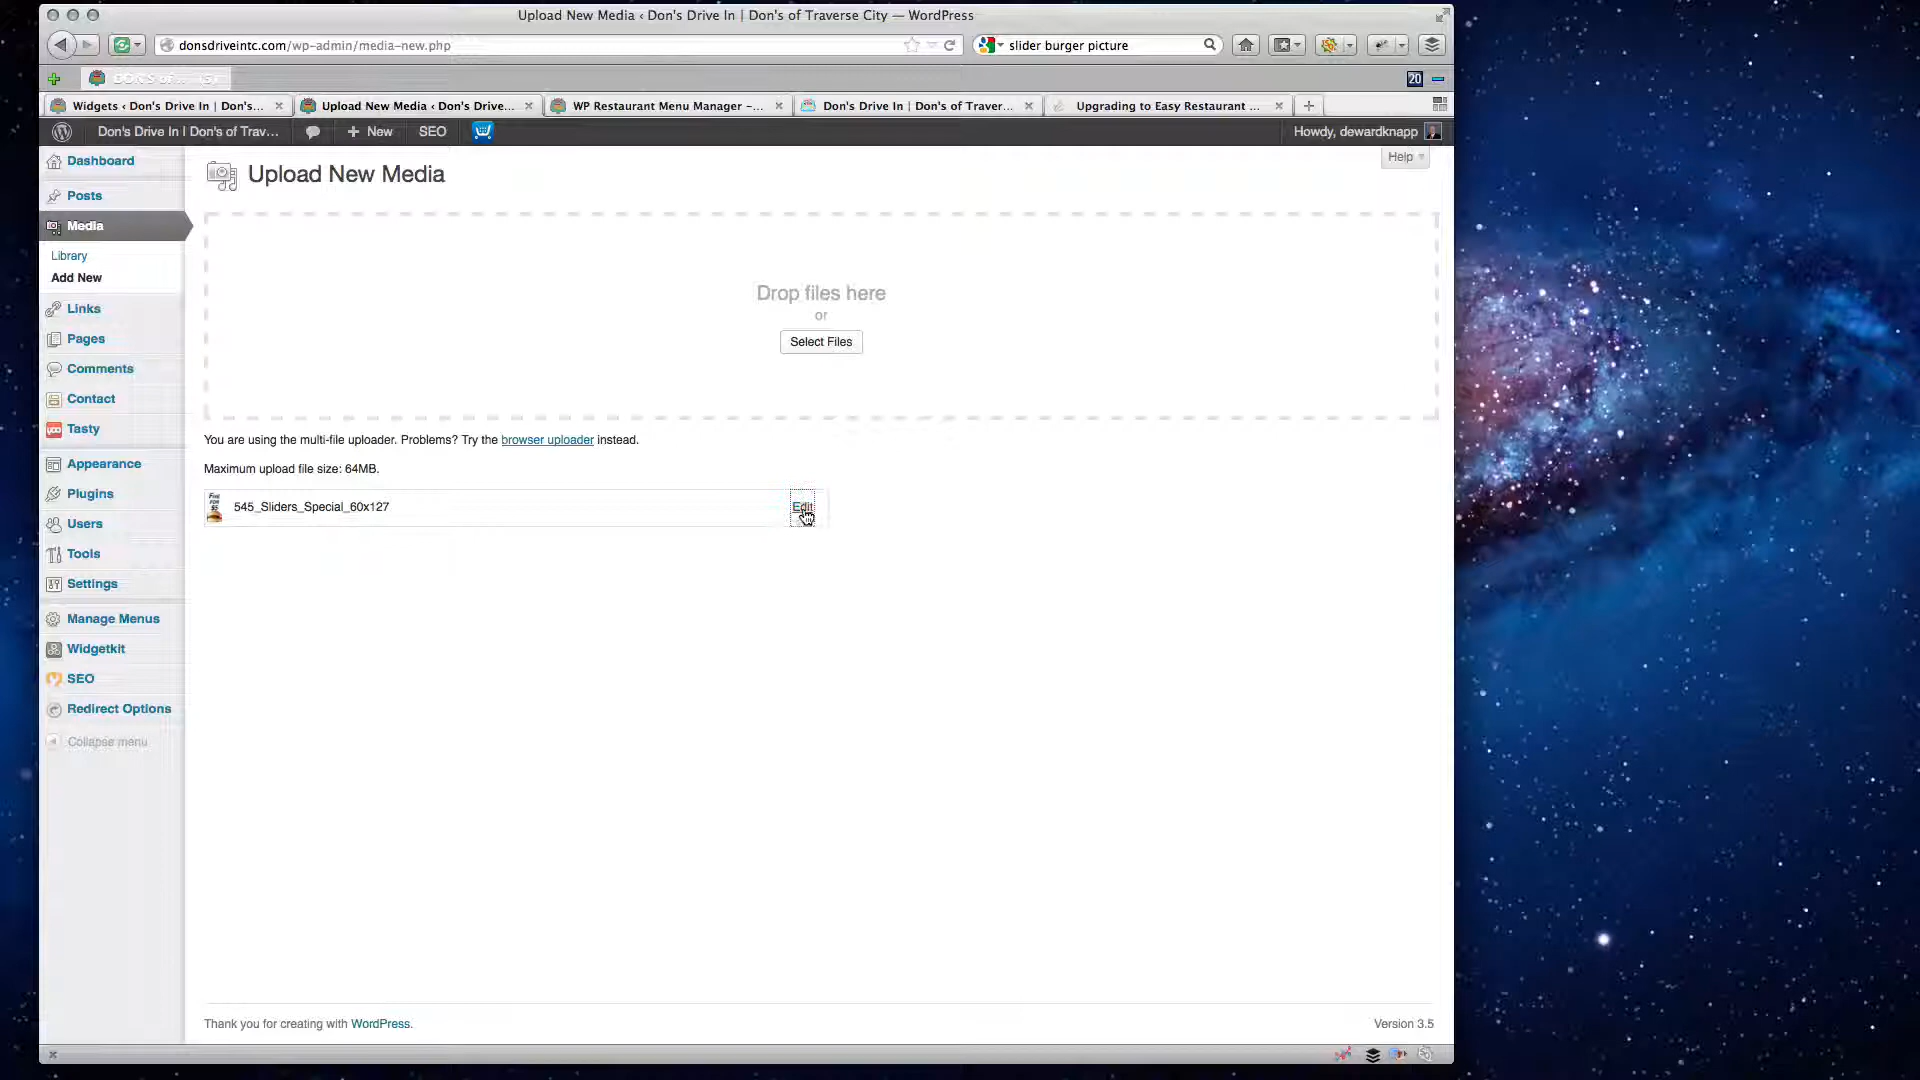 Upload New Media ‹ Don's Drive In | Don's of Traverse City — WordPress
donsdriveintc.com/wp-admin/media-new.php
slider burger picture
20
Widgets ‹ Don's Drive In | Don's...
Upload New Media ‹ Don's Drive...
WP Restaurant Menu Manager –...
Don's Drive In | Don's of Traver...
Upgrading to Easy Restaurant ...
Don's Drive In | Don's of Trav...
New
SEO
Howdy, dewardknapp
Dashboard
Posts
Media
Library
Add New
Links
Pages
Comments
Contact
yoo
Tasty
Appearance
Plugins
Users
Tools
Settings
Manage Menus
Widgetkit
SEO
Redirect Options
Collapse menu
Help
Upload New Media
Drop files here
or
Select Files
You are using the multi-file uploader. Problems? Try the browser uploader instead.
Maximum upload file size: 64MB.
545_Sliders_Special_60x127
Edit
Thank you for creating with WordPress.
Version 3.5